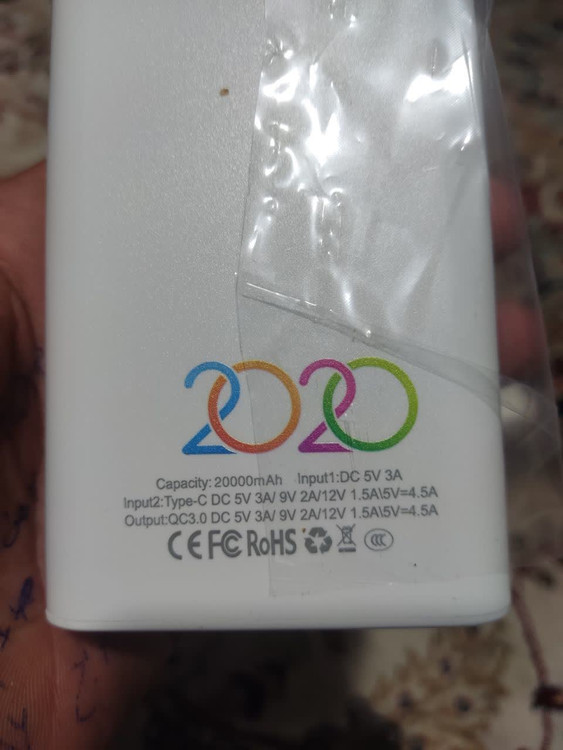 2020
Capacity: 20000mAh Input1:DC 5V 3A
Input2:Type-C DC 5V 3A/ 9V 2A/12V 1.5A\5V=4.5A
Output:QC3.0 DC 5V 3A/ 9V 2A/12V 1.5A\5V=4.5A
CE FC RoHS CCC